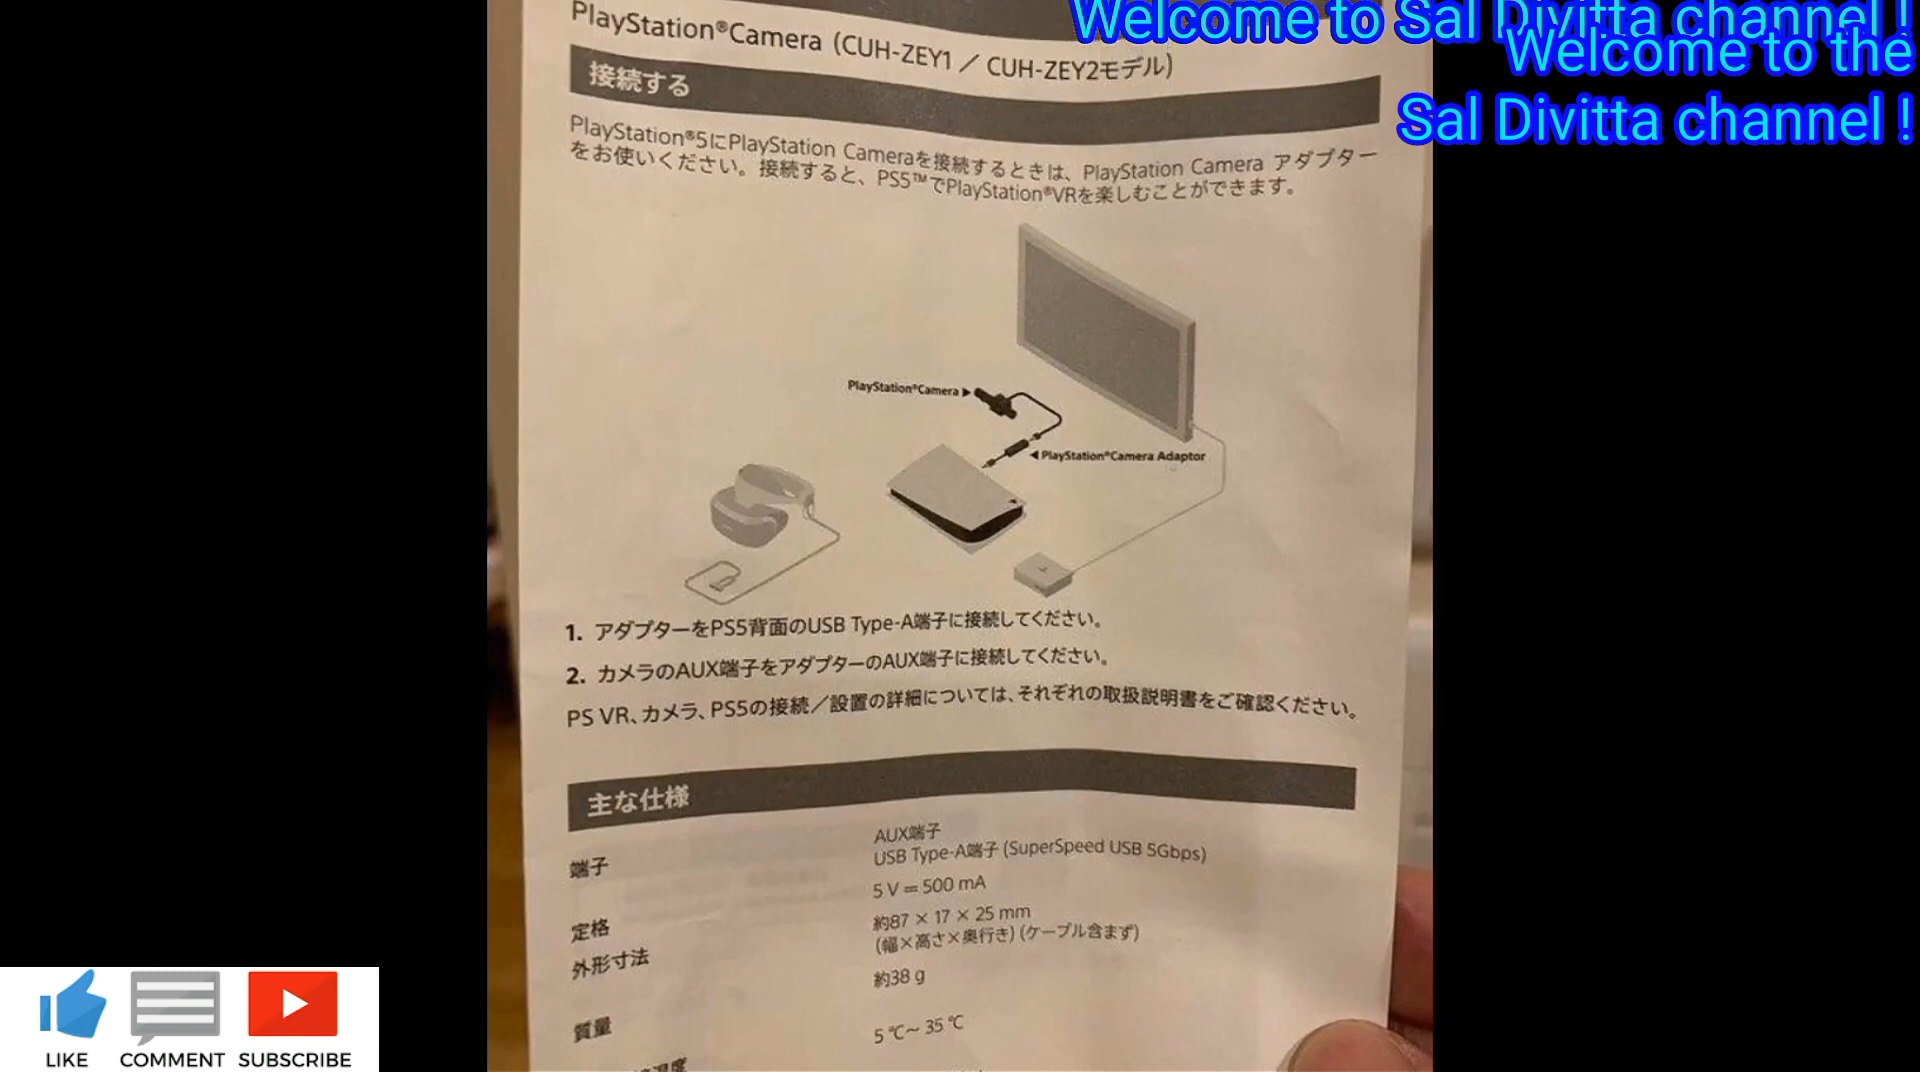 PlayStation®Camera (CUH-ZEY1 / CUH-ZEY2モデル)
Welcome to Sal Divitta channel !
Welcome to the
Sal Divitta channel !
接続する
PlayStation®5にPlayStation Cameraを接続するときは、PlayStation Camera アダプター
をお使いください。接続すると、PS5™でPlayStation®VRを楽しむことができます。
PlayStation®Camera ▶
◀ PlayStation®Camera Adaptor
1. アダプターをPS5背面のUSB Type-A端子に接続してください。
2. カメラのAUX端子をアダプターのAUX端子に接続してください。
PS VR、カメラ、PS5の接続／設置の詳細については、それぞれの取扱説明書をご確認ください。
主な仕様
端子
AUX端子
USB Type-A端子 (SuperSpeed USB 5Gbps)
定格
5 V ⎓ 500 mA
外形寸法
約87 × 17 × 25 mm
(幅×高さ×奥行き) (ケーブル含まず)
質量
約38 g
5 ℃~ 35 ℃
LIKE
COMMENT
SUBSCRIBE